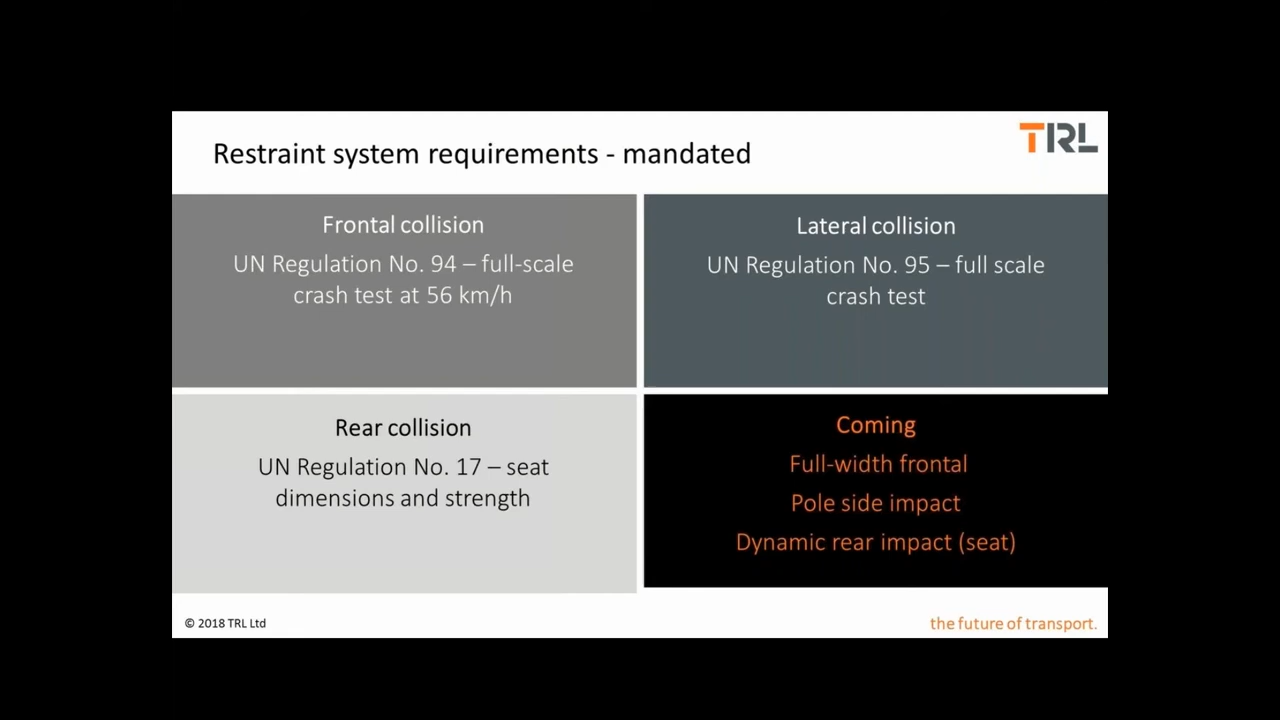 Restraint system requirements - mandated
TRL
Frontal collision
UN Regulation No. 94 – full-scale
crash test at 56 km/h
Lateral collision
UN Regulation No. 95 – full scale
crash test
Rear collision
UN Regulation No. 17 – seat
dimensions and strength
Coming
Full-width frontal
Pole side impact
Dynamic rear impact (seat)
© 2018 TRL Ltd
the future of transport.